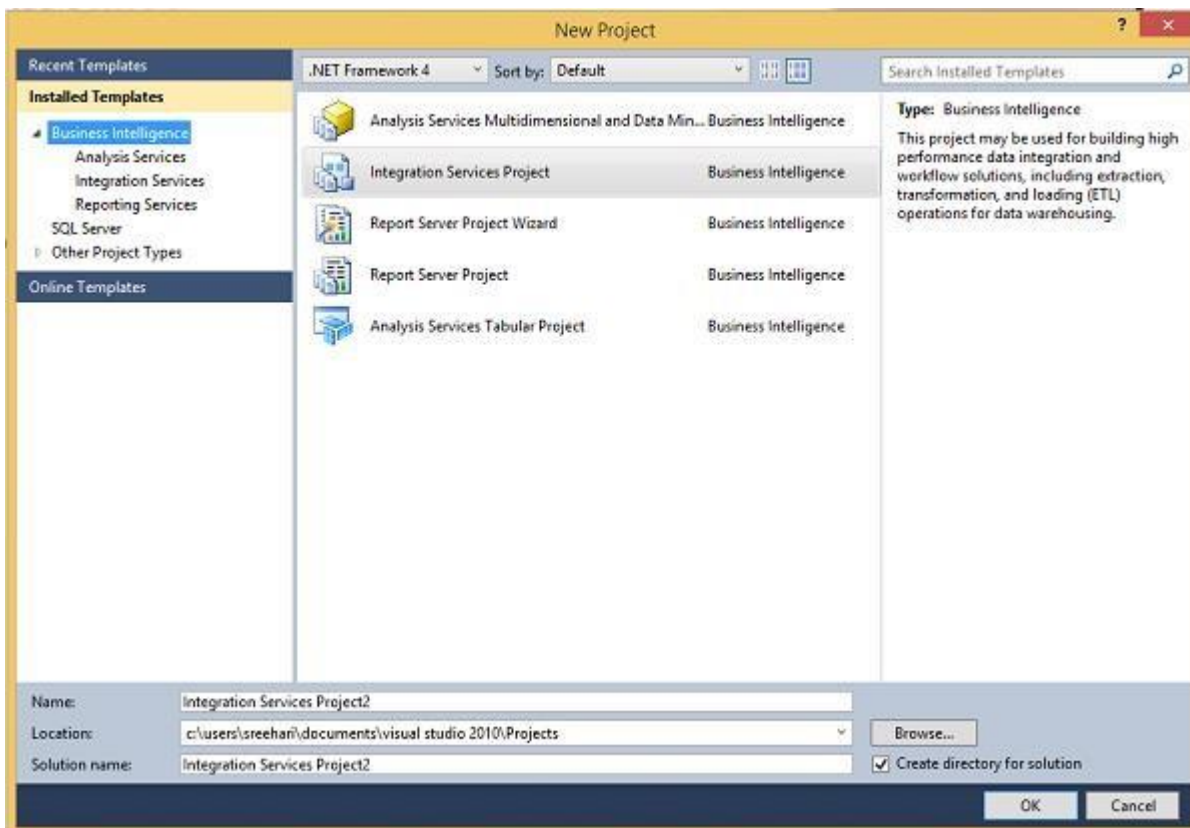 New Project
?
Recent Templates
Installed Templates
Business Intelligence
Analysis Services
Integration Services
Reporting Services
SQL Server
Other Project Types
Online Templates
.NET Framework 4 Sort by: Default
Analysis Services Multidimensional and Data Min... Business Intelligence
Integration Services Project Business Intelligence
Report Server Project Wizard Business Intelligence
Report Server Project Business Intelligence
Analysis Services Tabular Project Business Intelligence
Search Installed Templates
Type: Business Intelligence
This project may be used for building high
performance data integration and
workflow solutions, including extraction,
transformation, and loading (ETL)
operations for data warehousing.
Name: Integration Services Project2
Location: c:\users\sreehari\documents\visual studio 2010\Projects Browse...
Solution name: Integration Services Project2 Create directory for solution
OK Cancel